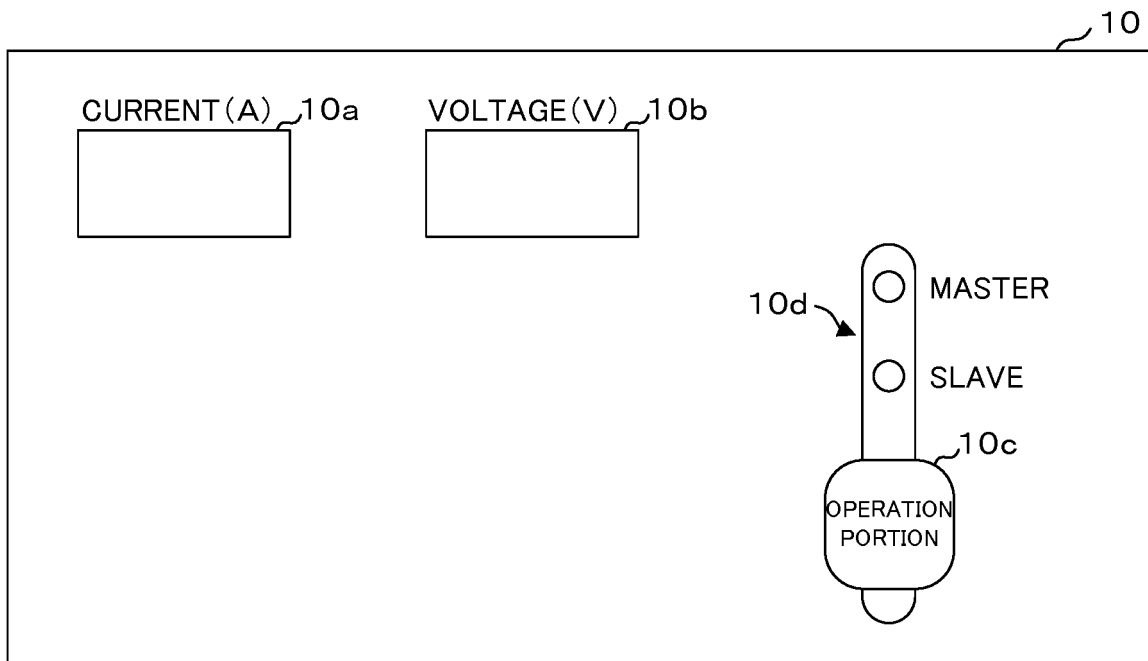 10
CURRENT(A) 10a
VOLTAGE(V) 10b
10d
MASTER
SLAVE
10c
OPERATION
PORTION